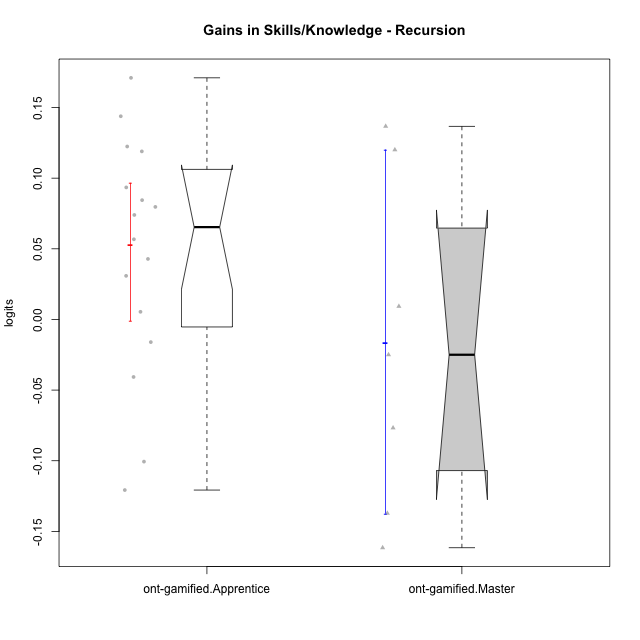 Gains in Skills/Knowledge - Recursion
logits
0.15
0.10
0.05
0.00
-0.05
-0.10
-0.15
ont-gamified.Apprentice
ont-gamified.Master